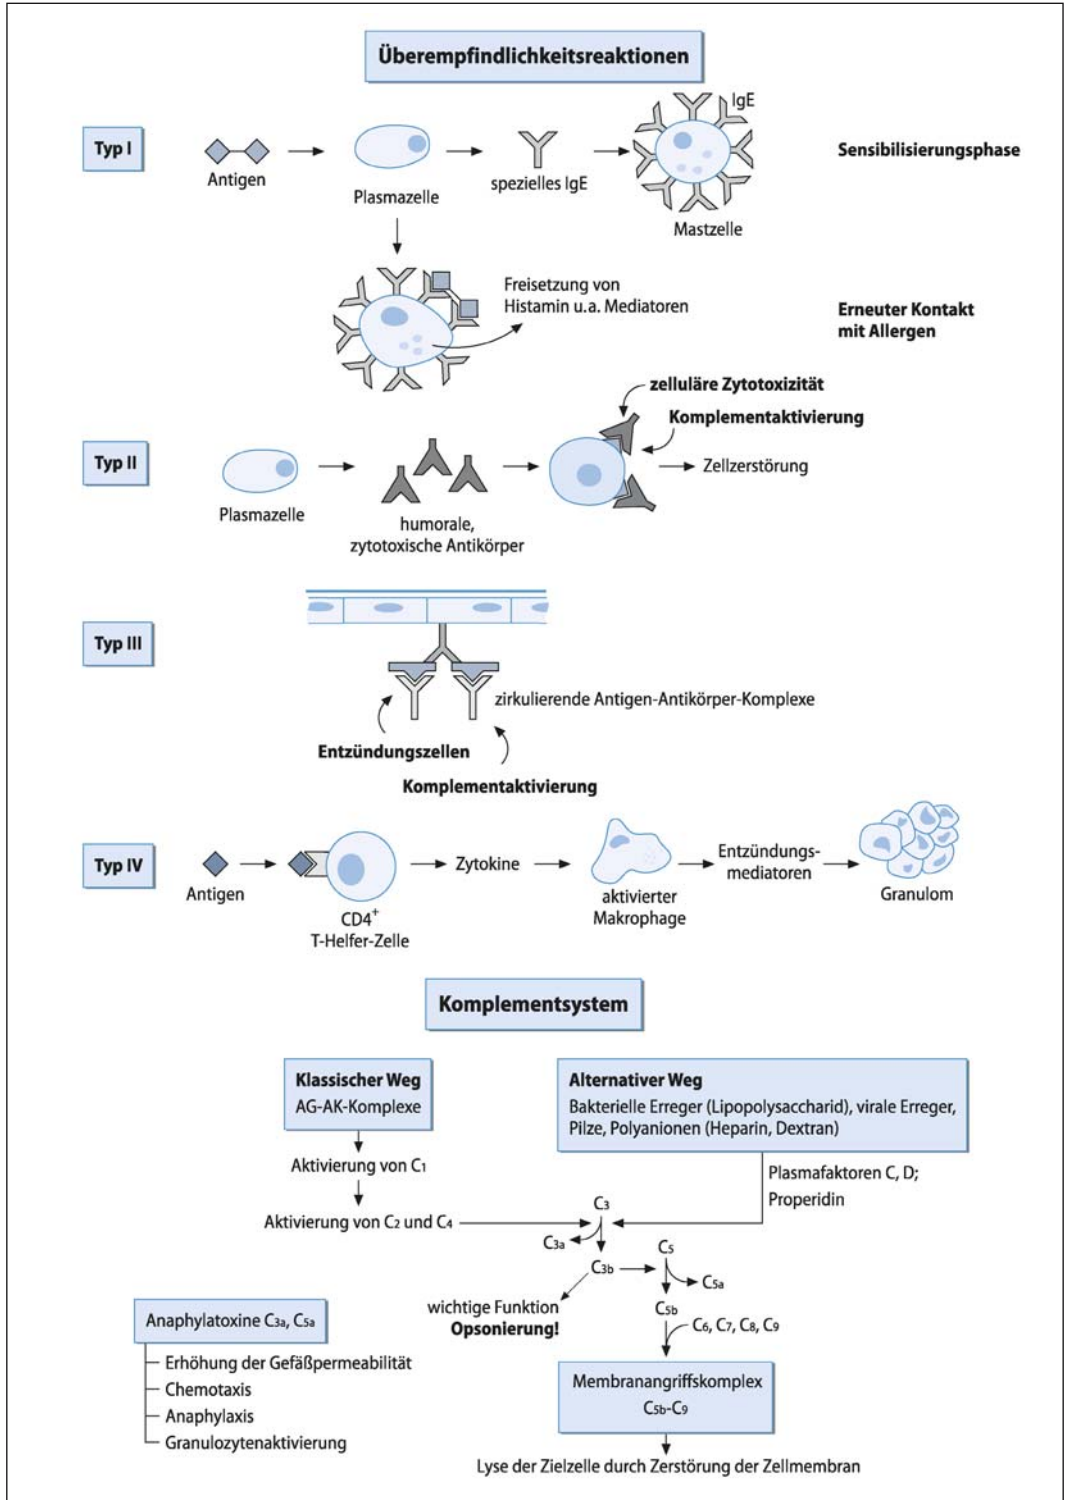 Überempfindlichkeitsreaktionen
Typ I
Antigen
Plasmazelle
spezielles IgE
IgE
Mastzelle
Sensibilisierungsphase
Freisetzung von
Histamin u.a. Mediatoren
Erneuter Kontakt
mit Allergen
Typ II
Plasmazelle
humorale,
zytotoxische Antikörper
zelluläre Zytotoxizität
Komplementaktivierung
Zellzerstörung
Typ III
zirkulierende Antigen-Antikörper-Komplexe
Entzündungszellen
Komplementaktivierung
Typ IV
Antigen
CD4+
T-Helfer-Zelle
Zytokine
aktivierter
Makrophage
Entzündungs-
mediatoren
Granulom
Komplementsystem
Klassischer Weg
AG-AK-Komplexe
Aktivierung von C1
Aktivierung von C2 und C4
Alternativer Weg
Bakterielle Erreger (Lipopolysaccharid), virale Erreger,
Pilze, Polyanionen (Heparin, Dextran)
Plasmafaktoren C, D;
Properidin
C3
C3a
C3b
C5
C5a
wichtige Funktion
Opsonierung!
C5b
C6, C7, C8, C9
Membranangriffskomplex
C5b-C9
Lyse der Zielzelle durch Zerstörung der Zellmembran
Anaphylatoxine C3a, C5a
Erhöhung der Gefäßpermeabilität
Chemotaxis
Anaphylaxis
Granulozytenaktivierung